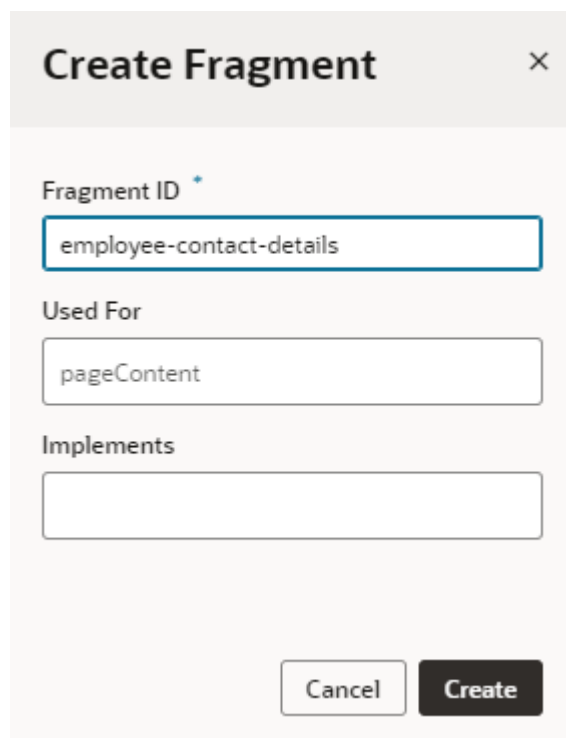 Create Fragment ×
Fragment ID *
employee-contact-details
Used For
pageContent
Implements
Cancel Create